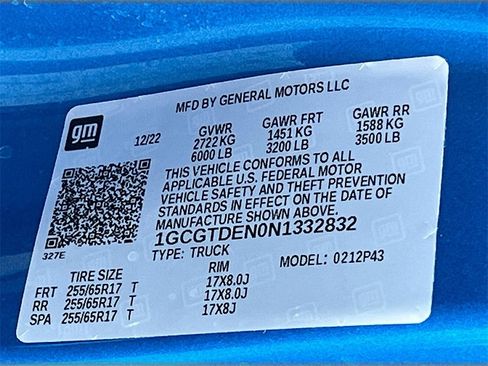 MFD BY GENERAL MOTORS LLC
gm
12/22 GVWR GAWR FRT GAWR RR
2722 KG 1451 KG 1588 KG
6000 LB 3200 LB 3500 LB
THIS VEHICLE CONFORMS TO ALL
APPLICABLE U.S. FEDERAL MOTOR
VEHICLE SAFETY AND THEFT PREVENTION
STANDARDS IN EFFECT ON THE DATE OF
MANUFACTURE SHOWN ABOVE.
1GCGTDEN0N1332832
327E
TYPE: TRUCK MODEL: 0212P43
TIRE SIZE RIM
FRT 255/65R17 T 17X8.0J
RR 255/65R17 T 17X8.0J
SPA 255/65R17 T 17X8J